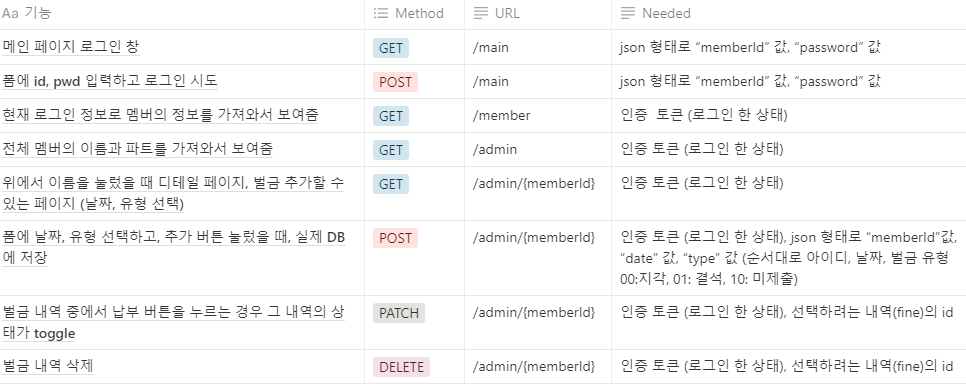 Aa 기능 Method URL Needed
메인 페이지 로그인 창 GET /main json 형태로 “memberId” 값, “password” 값
폼에 id, pwd 입력하고 로그인 시도 POST /main json 형태로 “memberId” 값, “password” 값
현재 로그인 정보로 멤버의 정보를 가져와서 보여줌 GET /member 인증 토큰 (로그인 한 상태)
전체 멤버의 이름과 파트를 가져와서 보여줌 GET /admin 인증 토큰 (로그인 한 상태)
위에서 이름을 눌렀을 때 디테일 페이지, 벌금 추가할 수 GET /admin/{memberId} 인증 토큰 (로그인 한 상태)
있는 페이지 (날짜, 유형 선택)
폼에 날짜, 유형 선택하고, 추가 버튼 눌렀을 때, 실제 DB POST /admin/{memberId} 인증 토큰 (로그인 한 상태), json 형태로 “memberId”값,
에 저장 “date” 값, “type” 값 (순서대로 아이디, 날짜, 벌금 유형
00:지각, 01: 결석, 10: 미제출)
벌금 내역 중에서 납부 버튼을 누르는 경우 그 내역의 상 PATCH /admin/{memberId} 인증 토큰 (로그인 한 상태), 선택하려는 내역(fine)의 id
태가 toggle
벌금 내역 삭제 DELETE /admin/{memberId} 인증 토큰 (로그인 한 상태), 선택하려는 내역(fine)의 id